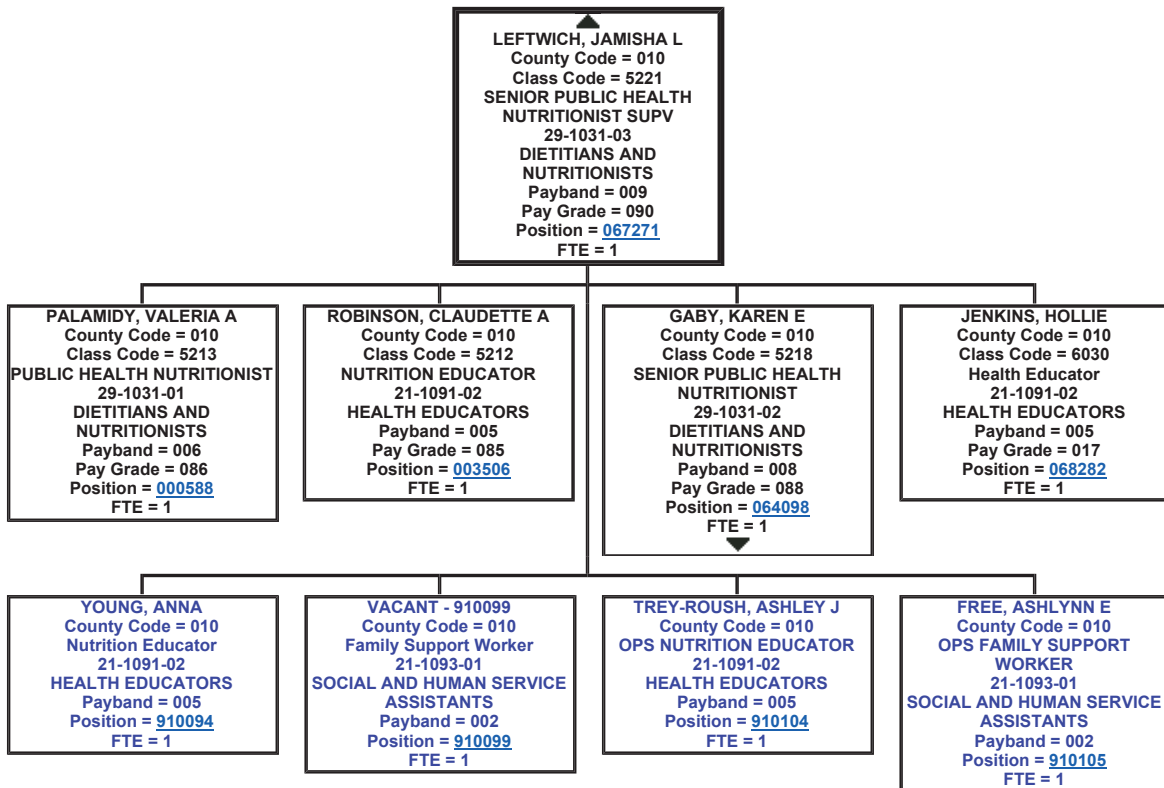 LEFTWICH, JAMISHA L
County Code = 010
Class Code = 5221
SENIOR PUBLIC HEALTH
NUTRITIONIST SUPV
29-1031-03
DIETITIANS AND
NUTRITIONISTS
Payband = 009
Pay Grade = 090
Position = 067271
FTE = 1
PALAMIDY, VALERIA A
County Code = 010
Class Code = 5213
PUBLIC HEALTH NUTRITIONIST
29-1031-01
DIETITIANS AND
NUTRITIONISTS
Payband = 006
Pay Grade = 086
Position = 000588
FTE = 1
ROBINSON, CLAUDETTE A
County Code = 010
Class Code = 5212
NUTRITION EDUCATOR
21-1091-02
HEALTH EDUCATORS
Payband = 005
Pay Grade = 085
Position = 003506
FTE = 1
GABY, KAREN E
County Code = 010
Class Code = 5218
SENIOR PUBLIC HEALTH
NUTRITIONIST
29-1031-02
DIETITIANS AND
NUTRITIONISTS
Payband = 008
Pay Grade = 088
Position = 064098
FTE = 1
JENKINS, HOLLIE
County Code = 010
Class Code = 6030
Health Educator
21-1091-02
HEALTH EDUCATORS
Payband = 005
Pay Grade = 017
Position = 068282
FTE = 1
YOUNG, ANNA
County Code = 010
Nutrition Educator
21-1091-02
HEALTH EDUCATORS
Payband = 005
Position = 910094
FTE = 1
VACANT - 910099
County Code = 010
Family Support Worker
21-1093-01
SOCIAL AND HUMAN SERVICE
ASSISTANTS
Payband = 002
Position = 910099
FTE = 1
TREY-ROUSH, ASHLEY J
County Code = 010
OPS NUTRITION EDUCATOR
21-1091-02
HEALTH EDUCATORS
Payband = 005
Position = 910104
FTE = 1
FREE, ASHLYNN E
County Code = 010
OPS FAMILY SUPPORT
WORKER
21-1093-01
SOCIAL AND HUMAN SERVICE
ASSISTANTS
Payband = 002
Position = 910105
FTE = 1